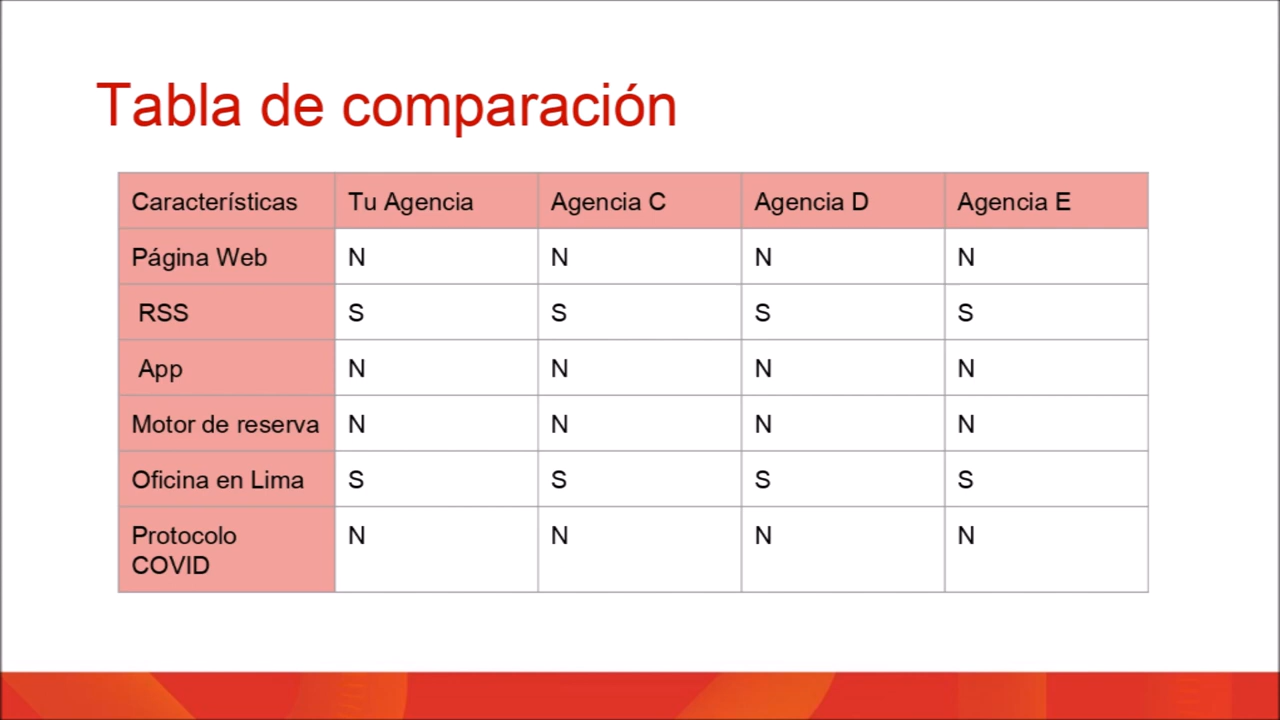 Tabla de comparación
Características Tu Agencia Agencia C Agencia D Agencia E
Página Web N N N N
RSS S S S S
App N N N N
Motor de reserva N N N N
Oficina en Lima S S S S
Protocolo N N N N
COVID